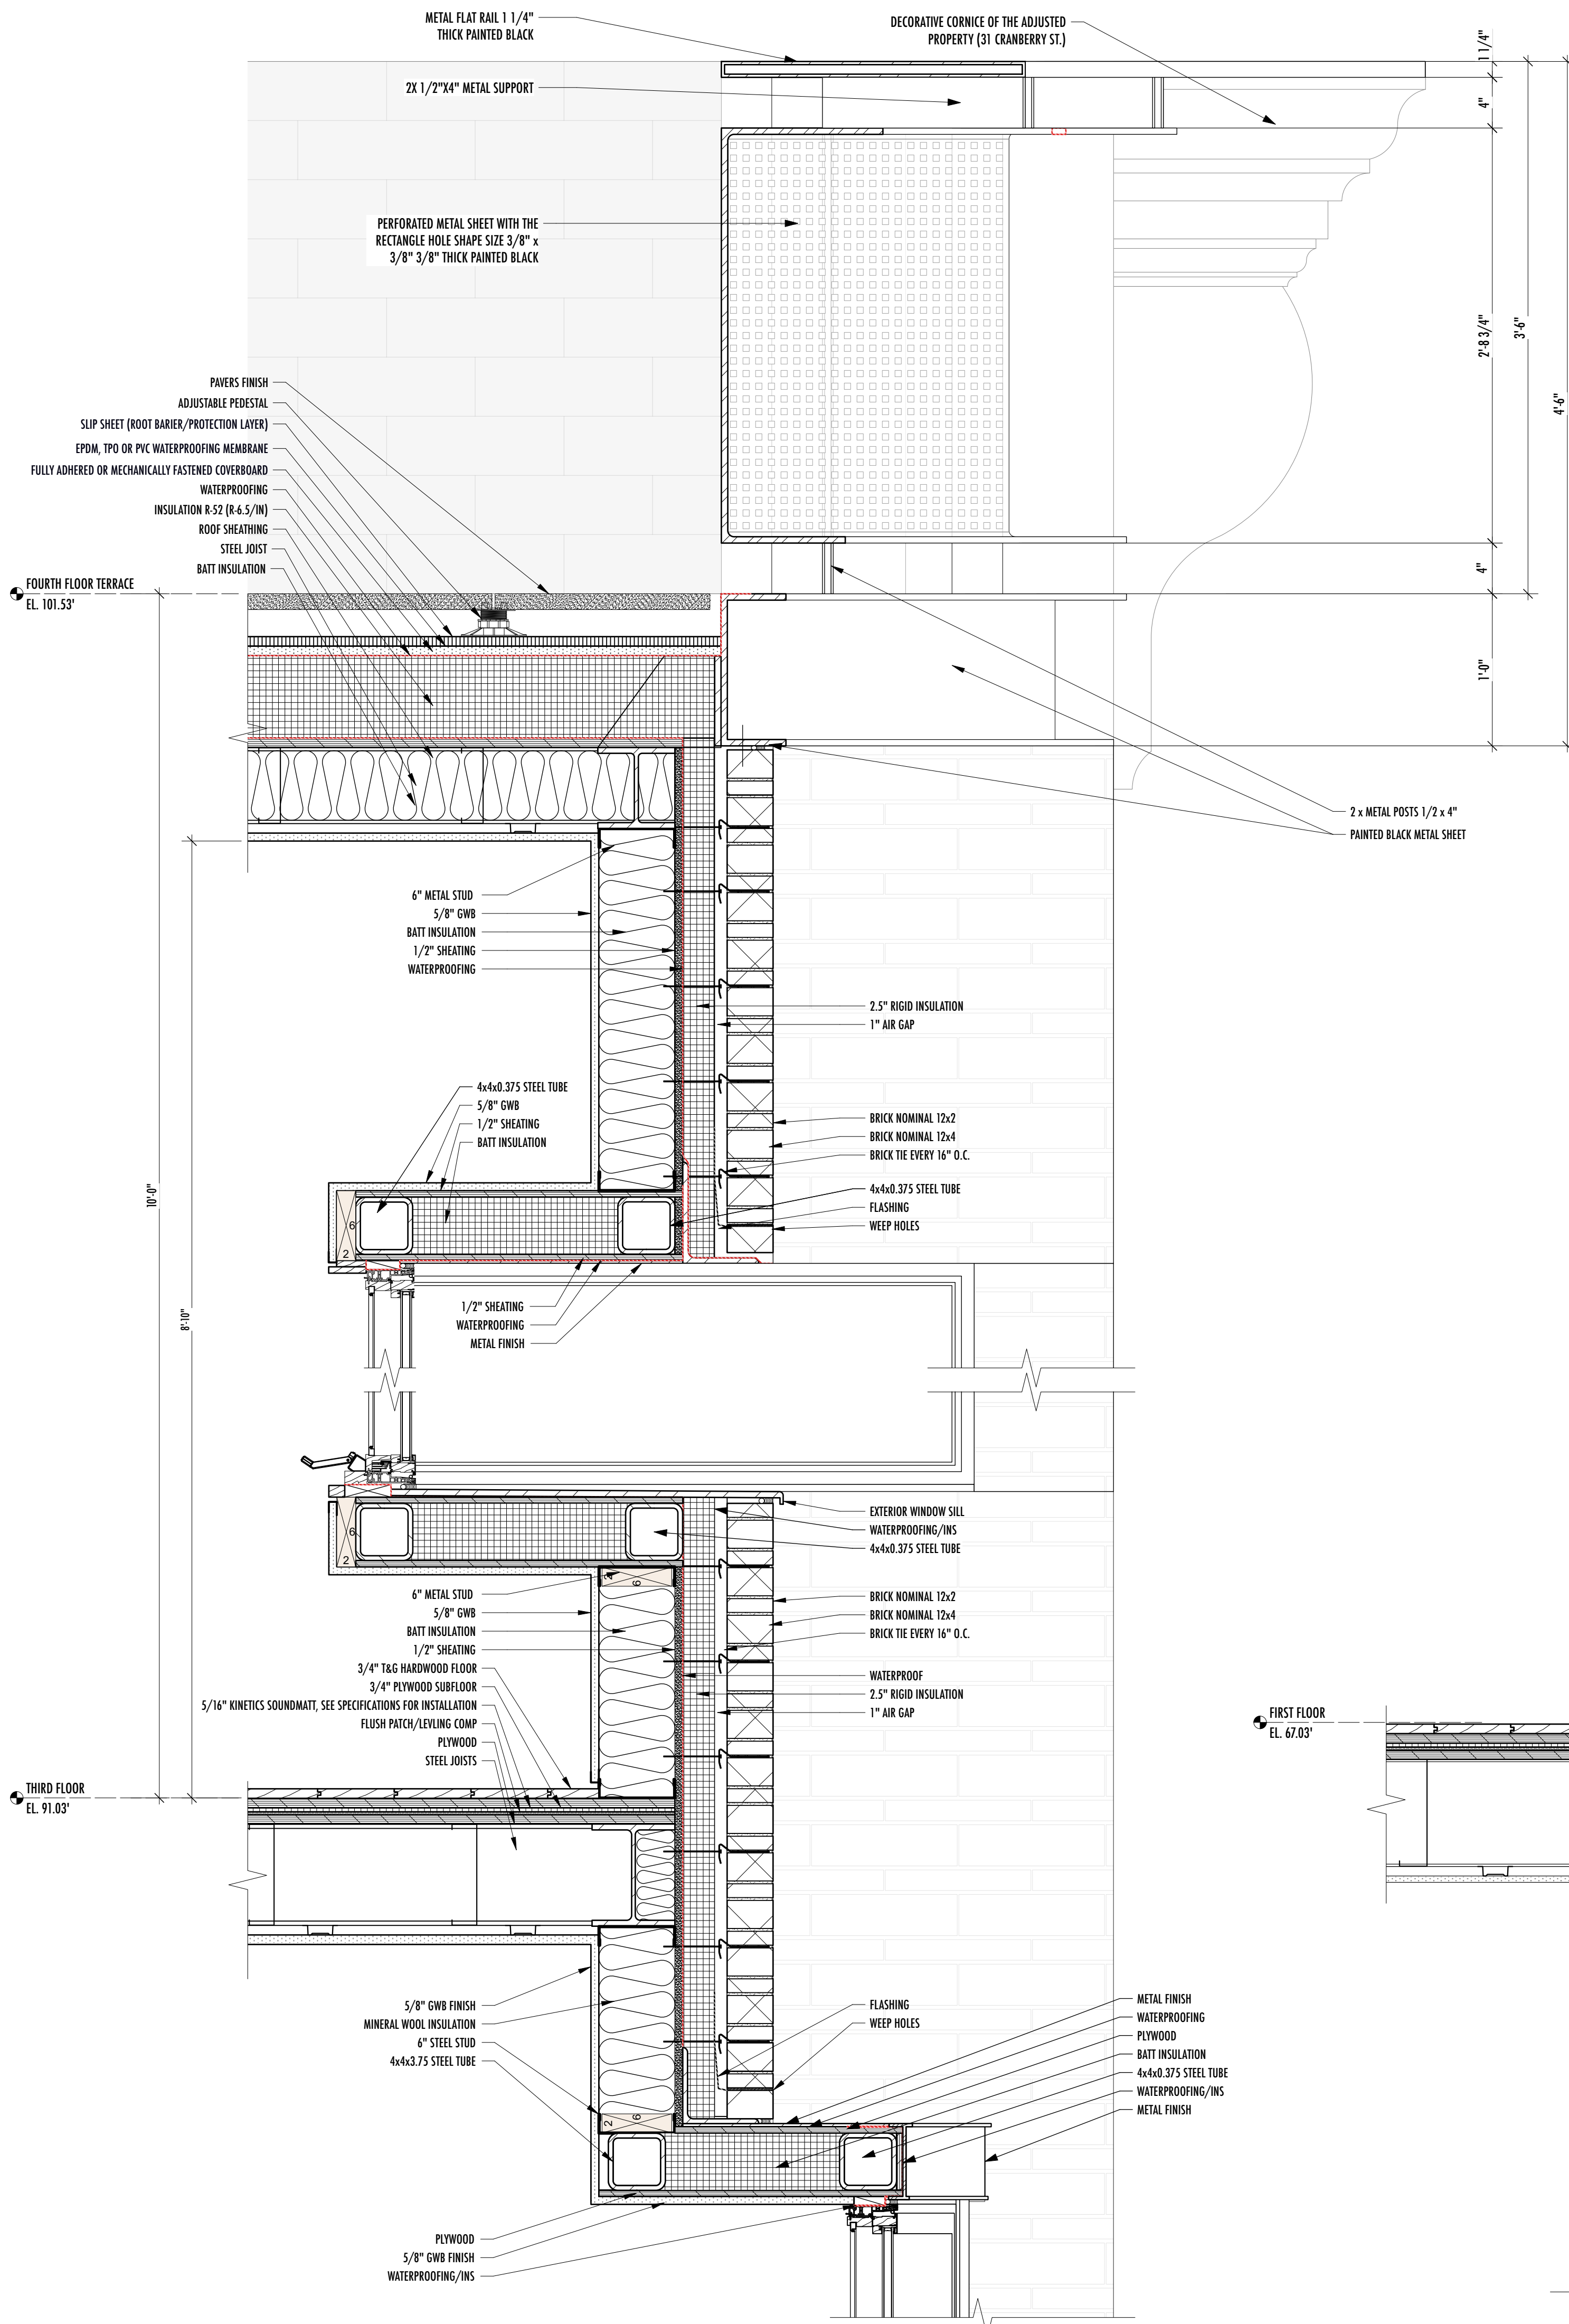 METAL FLAT RAIL 1 1/4"
THICK PAINTED BLACK
DECORATIVE CORNICE OF THE ADJUSTED
PROPERTY (31 CRANBERRY ST.)
2X 1/2"X4" METAL SUPPORT
PERFORATED METAL SHEET WITH THE
RECTANGLE HOLE SHAPE SIZE 3/8" x
3/8" 3/8" THICK PAINTED BLACK
1 1/4"
4"
2'-8 3/4"
3'-6"
4'-6"
4"
1'-0"
PAVERS FINISH
ADJUSTABLE PEDESTAL
SLIP SHEET (ROOT BARIER/PROTECTION LAYER)
EPDM, TPO OR PVC WATERPROOFING MEMBRANE
FULLY ADHERED OR MECHANICALLY FASTENED COVERBOARD
WATERPROOFING
INSULATION R-52 (R-6.5/IN)
ROOF SHEATHING
STEEL JOIST
BATT INSULATION
FOURTH FLOOR TERRACE
EL. 101.53'
2 x METAL POSTS 1/2 x 4"
PAINTED BLACK METAL SHEET
6" METAL STUD
5/8" GWB
BATT INSULATION
1/2" SHEATING
WATERPROOFING
2.5" RIGID INSULATION
1" AIR GAP
4x4x0.375 STEEL TUBE
5/8" GWB
1/2" SHEATING
BATT INSULATION
BRICK NOMINAL 12x2
BRICK NOMINAL 12x4
BRICK TIE EVERY 16" O.C.
4x4x0.375 STEEL TUBE
FLASHING
WEEP HOLES
10'-0"
8'-10"
6
2
1/2" SHEATING
WATERPROOFING
METAL FINISH
6
2
EXTERIOR WINDOW SILL
WATERPROOFING/INS
4x4x0.375 STEEL TUBE
2
6
6" METAL STUD
5/8" GWB
BATT INSULATION
1/2" SHEATING
3/4" T&G HARDWOOD FLOOR
3/4" PLYWOOD SUBFLOOR
5/16" KINETICS SOUNDMATT, SEE SPECIFICATIONS FOR INSTALLATION
FLUSH PATCH/LEVLING COMP
PLYWOOD
STEEL JOISTS
BRICK NOMINAL 12x2
BRICK NOMINAL 12x4
BRICK TIE EVERY 16" O.C.
WATERPROOF
2.5" RIGID INSULATION
1" AIR GAP
FIRST FLOOR
EL. 67.03'
THIRD FLOOR
EL. 91.03'
5/8" GWB FINISH
MINERAL WOOL INSULATION
6" STEEL STUD
4x4x3.75 STEEL TUBE
FLASHING
WEEP HOLES
METAL FINISH
WATERPROOFING
PLYWOOD
BATT INSULATION
4x4x0.375 STEEL TUBE
WATERPROOFING/INS
METAL FINISH
2
6
PLYWOOD
5/8" GWB FINISH
WATERPROOFING/INS